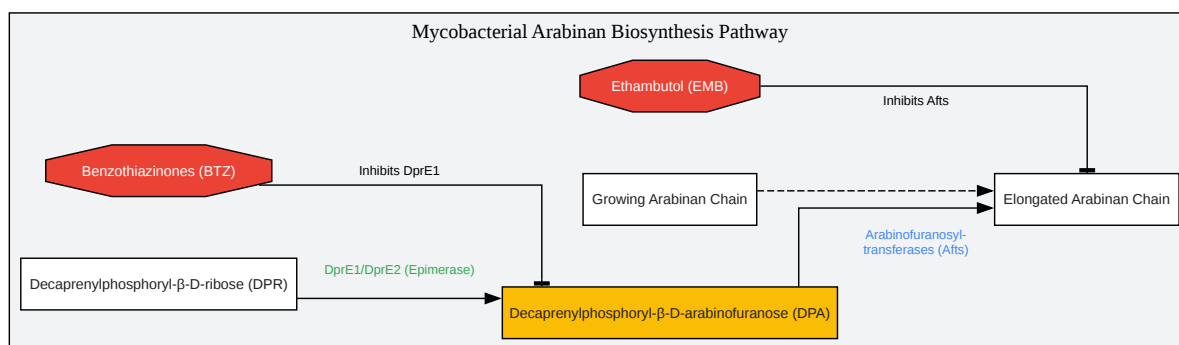 Mycobacterial Arabinan Biosynthesis Pathway
Ethambutol (EMB)
Inhibits Afts
Benzothiazinones (BTZ)
Inhibits DprE1
Growing Arabinan Chain
Elongated Arabinan Chain
Arabinofuranosyl-
transferases (Afts)
Decaprenylphosphoryl-β-D-ribose (DPR)
DprE1/DprE2 (Epimerase)
Decaprenylphosphoryl-β-D-arabinofuranose (DPA)